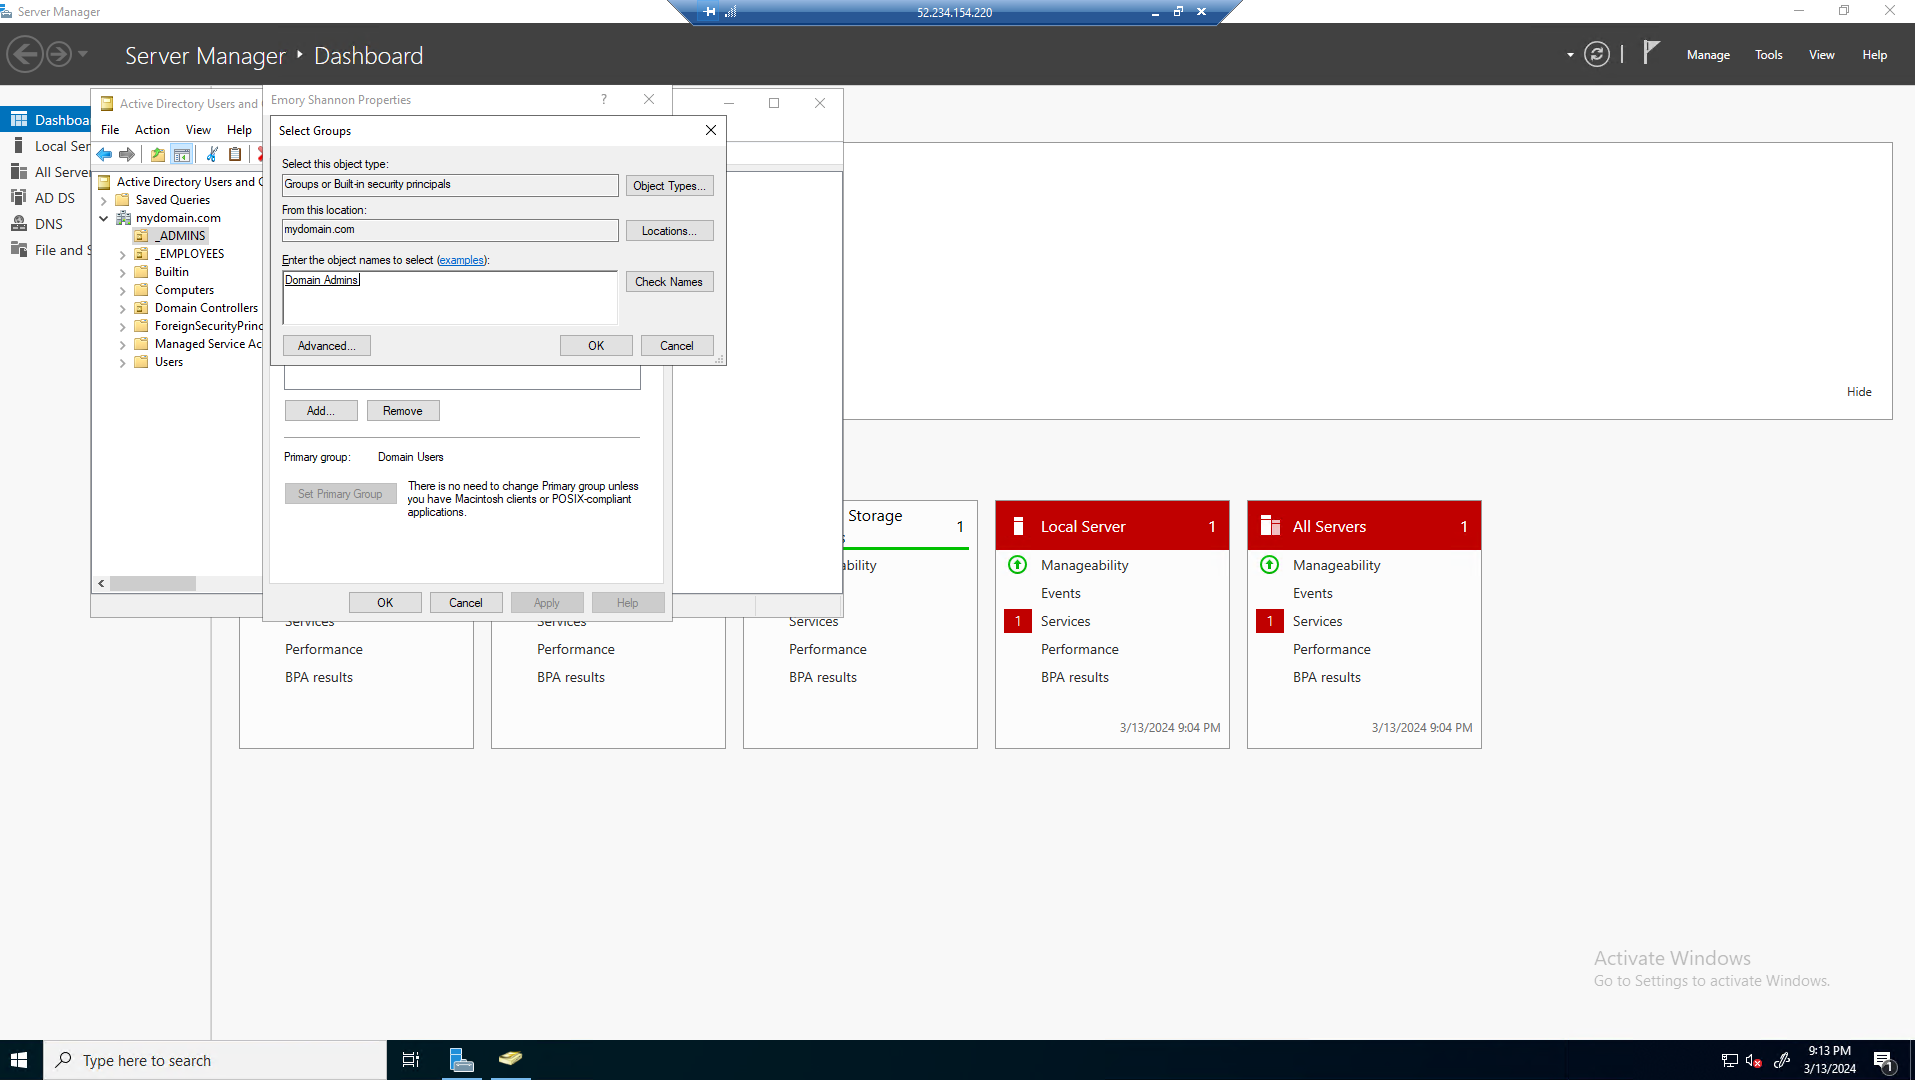 Server Manager
52.234.154.220
Server Manager
Dashboard
Manage
Tools
View
Help
Active Directory Users and
File
Action
View
Help
Dashboa
Local Ser
All Serve
AD DS
DNS
File and S
Active Directory Users and C
Saved Queries
mydomain.com
_ADMINS
_EMPLOYEES
Builtin
Computers
Domain Controllers
ForeignSecurityPrinc
Managed Service Ac
Users
Emory Shannon Properties
?
Select Groups
Select this object type:
Groups or Built-in security principals
Object Types...
From this location:
mydomain.com
Locations...
Enter the object names to select (examples):
Domain Admins
Check Names
Advanced...
OK
Cancel
Add...
Remove
Primary group:
Domain Users
Set Primary Group
There is no need to change Primary group unless
you have Macintosh clients or POSIX-compliant
applications.
OK
Cancel
Apply
Help
Hide
Services
Performance
BPA results
Services
Performance
BPA results
Storage
1
s
ability
Services
Performance
BPA results
Local Server
1
Manageability
Events
1
Services
Performance
BPA results
3/13/2024 9:04 PM
All Servers
1
Manageability
Events
1
Services
Performance
BPA results
3/13/2024 9:04 PM
Activate Windows
Go to Settings to activate Windows.
Type here to search
9:13 PM
3/13/2024
1